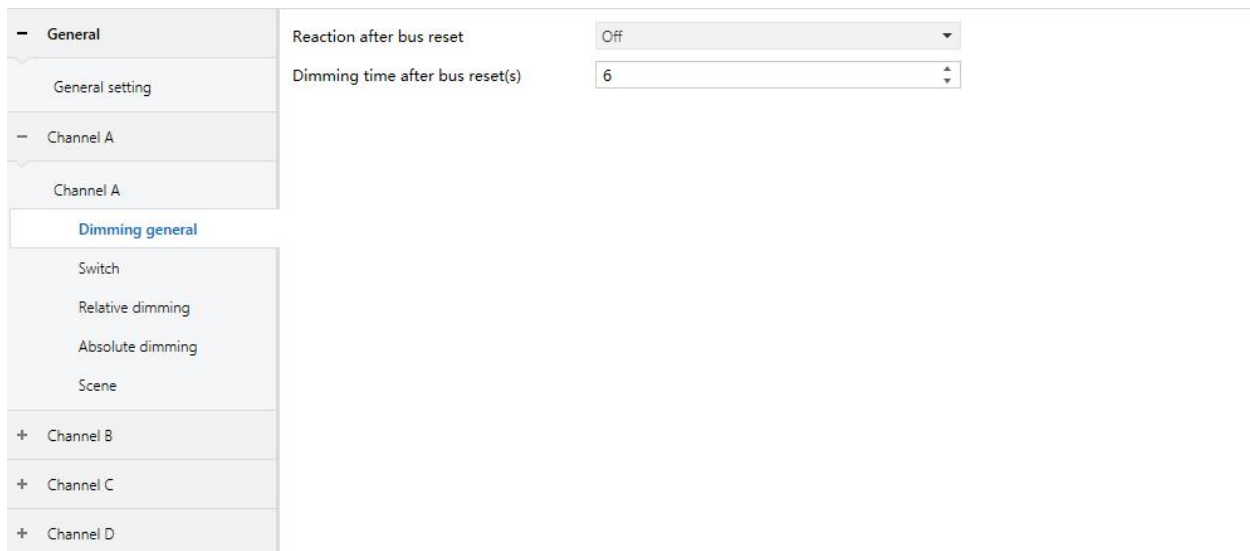 General
General setting
Channel A
Channel A
Dimming general
Switch
Relative dimming
Absolute dimming
Scene
Channel B
Channel C
Channel D
Reaction after bus reset
Off
Dimming time after bus reset(s)
6